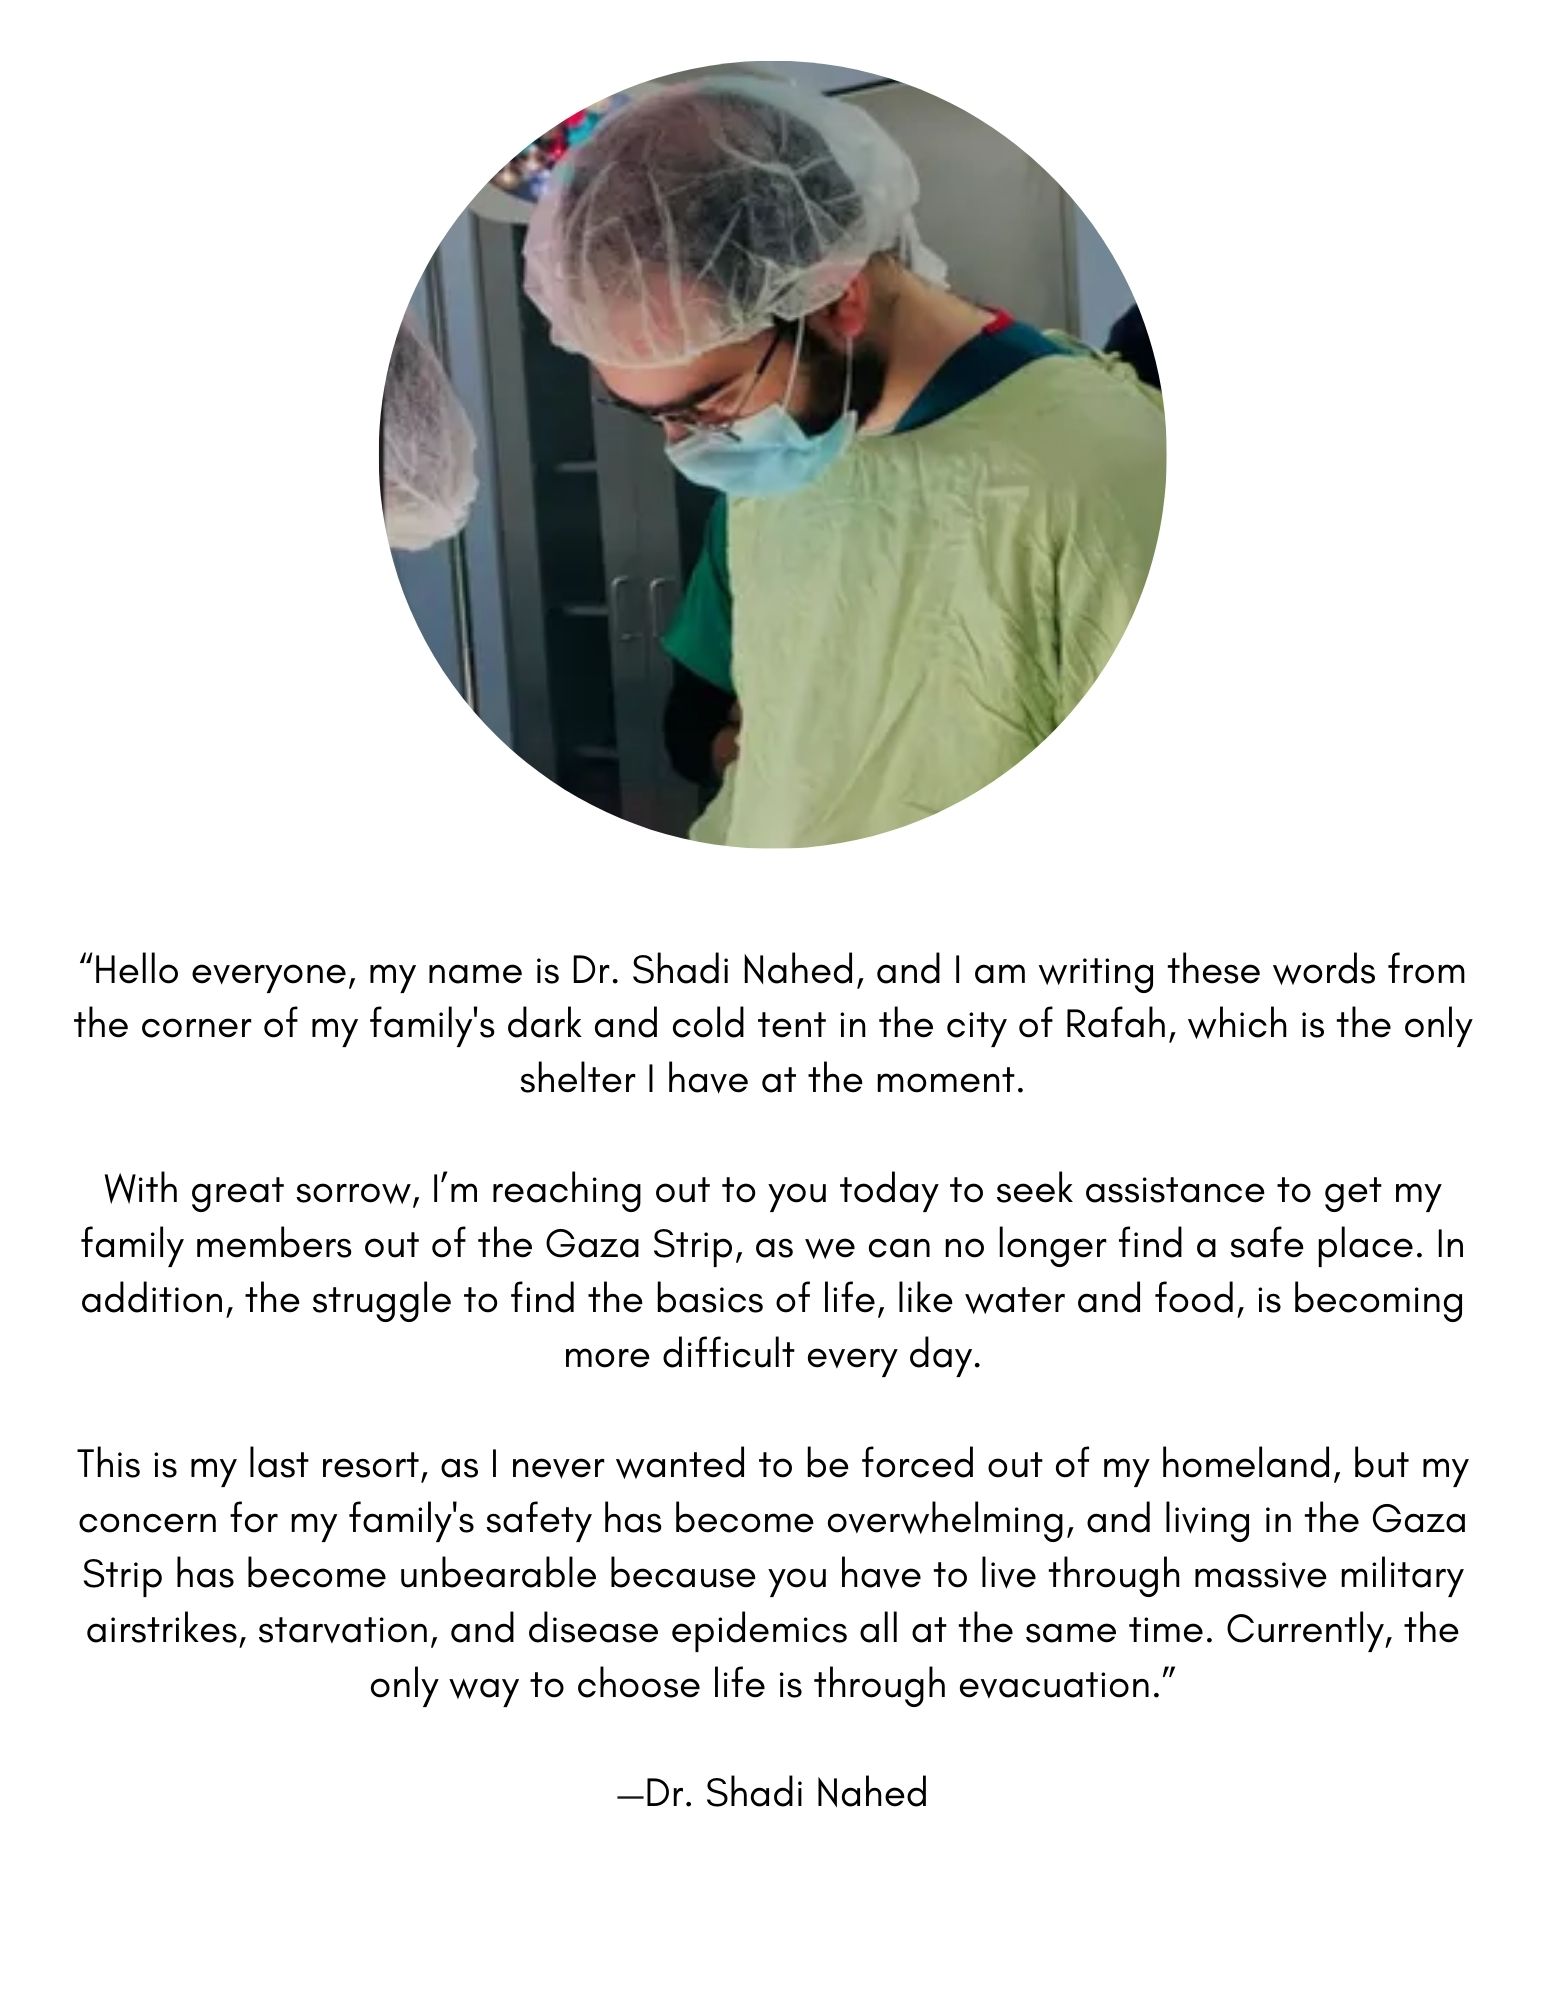 “Hello everyone, my name is Dr. Shadi Nahed, and I am writing these words from
the corner of my family's dark and cold tent in the city of Rafah, which is the only
shelter I have at the moment.
With great sorrow, I’m reaching out to you today to seek assistance to get my
family members out of the Gaza Strip, as we can no longer find a safe place. In
addition, the struggle to find the basics of life, like water and food, is becoming
more difficult every day.
This is my last resort, as I never wanted to be forced out of my homeland, but my
concern for my family's safety has become overwhelming, and living in the Gaza
Strip has become unbearable because you have to live through massive military
airstrikes, starvation, and disease epidemics all at the same time. Currently, the
only way to choose life is through evacuation.”
—Dr. Shadi Nahed